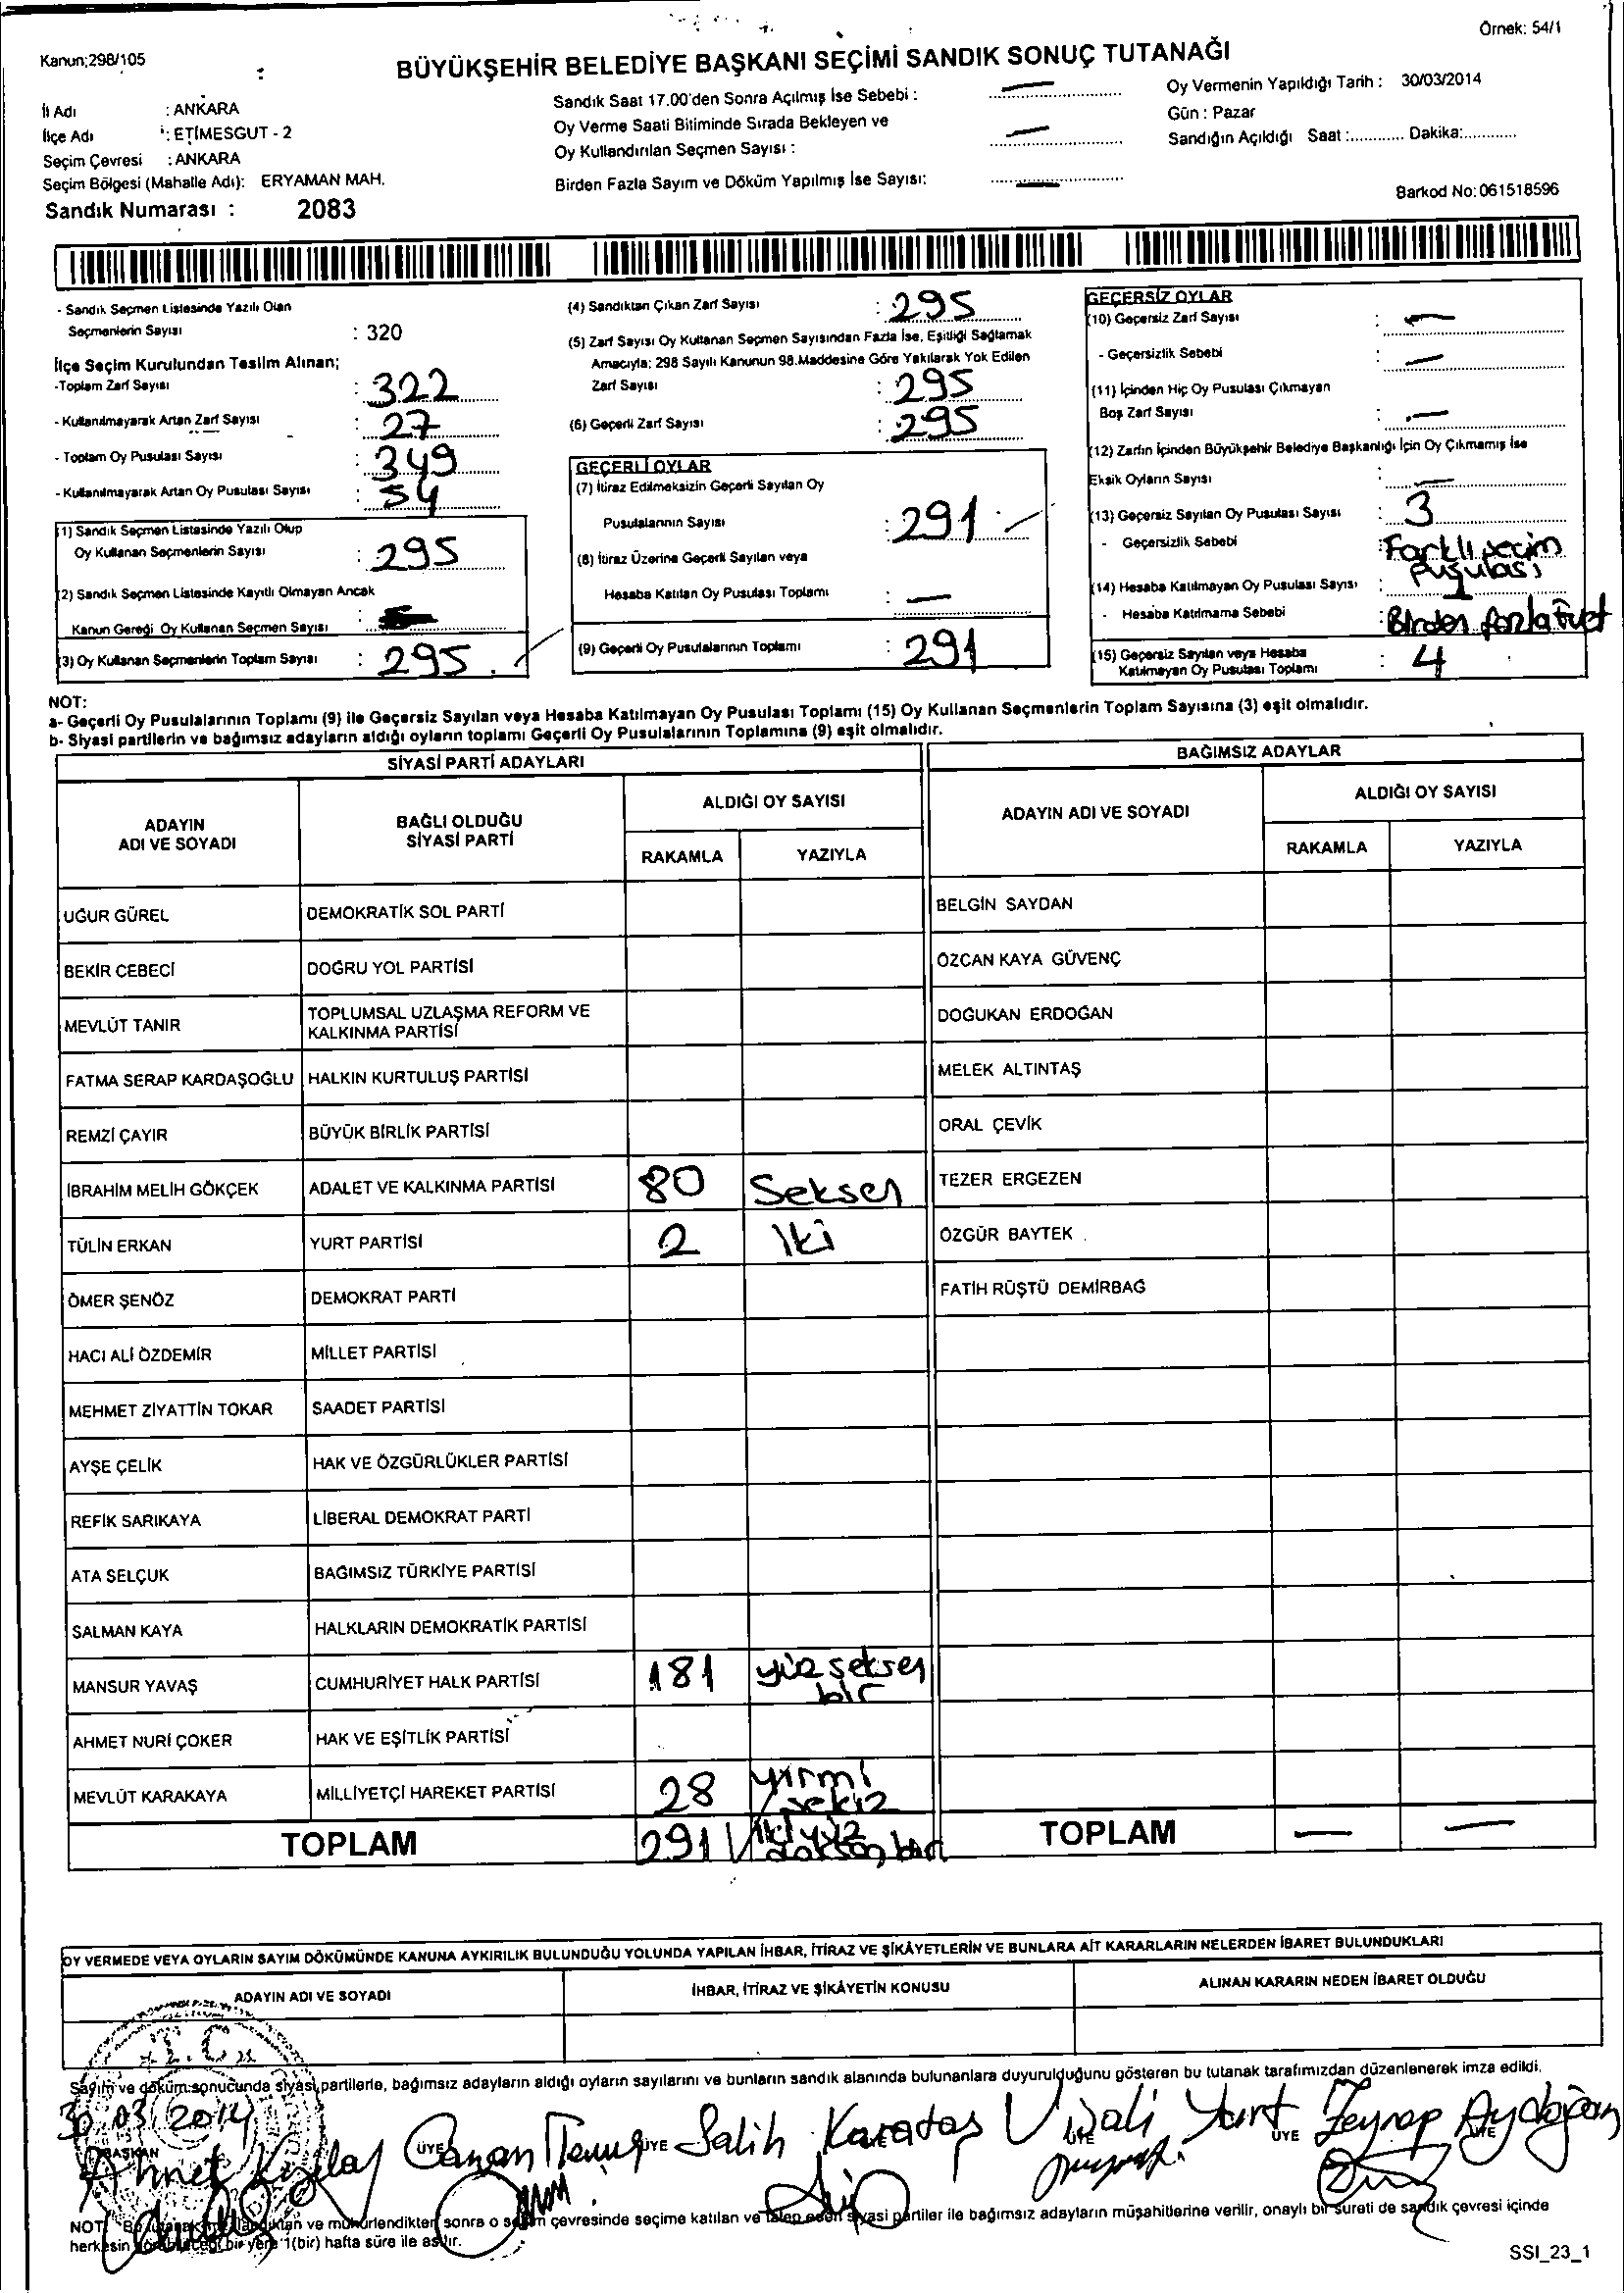 Örnek: 54/1
Kanun;298/105
BÜYÜKŞEHİR BELEDİYE BAŞKANI SEÇİMİ SANDIK SONUÇ TUTANAĞI
İl Adı : ANKARA
İlçe Adı : ETİMESGUT - 2
Seçim Çevresi : ANKARA
Seçim Bölgesi (Mahalle Adı): ERYAMAN MAH.
Sandık Numarası : 2083
Sandık Saat 17.00'den Sonra Açılmış İse Sebebi : —
Oy Verme Saati Bitiminde Sırada Bekleyen ve
Oy Kullandırılan Seçmen Sayısı : —
Birden Fazla Sayım ve Döküm Yapılmış İse Sayısı: —
Oy Vermenin Yapıldığı Tarih : 30/03/2014
Gün : Pazar
Sandığın Açıldığı Saat :............ Dakika:............
Barkod No: 061518596
- Sandık Seçmen Listesinde Yazılı Olan
Seçmenlerin Sayısı : 320
İlçe Seçim Kurulundan Teslim Alınan;
-Toplam Zarf Sayısı : 322
- Kullanılmayarak Artan Zarf Sayısı : 27
- Toplam Oy Pusulası Sayısı : 349
- Kullanılmayarak Artan Oy Pusulası Sayısı : 54
(1) Sandık Seçmen Listesinde Yazılı Olup
Oy Kullanan Seçmenlerin Sayısı : 295
(2) Sandık Seçmen Listesinde Kayıtlı Olmayan Ancak
Kanun Gereği Oy Kullanan Seçmen Sayısı :
(3) Oy Kullanan Seçmenlerin Toplam Sayısı : 295
(4) Sandıktan Çıkan Zarf Sayısı : 295
(5) Zarf Sayısı Oy Kullanan Seçmen Sayısından Fazla İse, Eşitliği Sağlamak
Amacıyla; 298 Sayılı Kanunun 98.Maddesine Göre Yakılarak Yok Edilen
Zarf Sayısı : 295
(6) Geçerli Zarf Sayısı : 295
GEÇERLİ OYLAR
(7) İtiraz Edilmeksizin Geçerli Sayılan Oy
Pusulalarının Sayısı : 291
(8) İtiraz Üzerine Geçerli Sayılan veya
Hesaba Katılan Oy Pusulası Toplamı : —
(9) Geçerli Oy Pusulalarının Toplamı : 291
GEÇERSİZ OYLAR
(10) Geçersiz Zarf Sayısı : —
- Geçersizlik Sebebi : —
(11) İçinden Hiç Oy Pusulası Çıkmayan
Boş Zarf Sayısı : —
(12) Zarfın İçinden Büyükşehir Belediye Başkanlığı İçin Oy Çıkmamış İse
Eksik Oyların Sayısı : —
(13) Geçersiz Sayılan Oy Pusulası Sayısı : 3
- Geçersizlik Sebebi : Farklı seçim
pusulası
(14) Hesaba Katılmayan Oy Pusulası Sayısı : 1
- Hesaba Katılmama Sebebi : Birden fazla
(15) Geçersiz Sayılan veya Hesaba
Katılmayan Oy Pusulası Toplamı : 4
NOT:
a- Geçerli Oy Pusulalarının Toplamı (9) ile Geçersiz Sayılan veya Hesaba Katılmayan Oy Pusulası Toplamı (15) Oy Kullanan Seçmenlerin Toplam Sayısına (3) eşit olmalıdır.
b- Siyasi partilerin ve bağımsız adayların aldığı oyların toplamı Geçerli Oy Pusulalarının Toplamına (9) eşit olmalıdır.
SİYASİ PARTİ ADAYLARI BAĞIMSIZ ADAYLAR
ADAYIN ADI VE SOYADI BAĞLI OLDUĞU SİYASİ PARTİ ALDIĞI OY SAYISI ADAYIN ADI VE SOYADI ALDIĞI OY SAYISI
RAKAMLA YAZIYLA RAKAMLA YAZIYLA
UĞUR GÜREL DEMOKRATİK SOL PARTİ BELGİN SAYDAN
BEKİR CEBECİ DOĞRU YOL PARTİSİ ÖZCAN KAYA GÜVENÇ
MEVLÜT TANIR TOPLUMSAL UZLAŞMA REFORM VE KALKINMA PARTİSİ DOĞUKAN ERDOĞAN
FATMA SERAP KARDAŞOĞLU HALKIN KURTULUŞ PARTİSİ MELEK ALTINTAŞ
REMZİ ÇAYIR BÜYÜK BİRLİK PARTİSİ ORAL ÇEVİK
İBRAHİM MELİH GÖKÇEK ADALET VE KALKINMA PARTİSİ 80 Seksen TEZER ERGEZEN
TÜLİN ERKAN YURT PARTİSİ 2 İki ÖZGÜR BAYTEK
ÖMER ŞENÖZ DEMOKRAT PARTİ FATİH RÜŞTÜ DEMİRBAĞ
HACI ALİ ÖZDEMİR MİLLET PARTİSİ
MEHMET ZİYATTİN TOKAR SAADET PARTİSİ
AYŞE ÇELİK HAK VE ÖZGÜRLÜKLER PARTİSİ
REFİK SARIKAYA LİBERAL DEMOKRAT PARTİ
ATA SELÇUK BAĞIMSIZ TÜRKİYE PARTİSİ
SALMAN KAYA HALKLARIN DEMOKRATİK PARTİSİ
MANSUR YAVAŞ CUMHURİYET HALK PARTİSİ 181 yüz seksen bir
AHMET NURİ ÇOKER HAK VE EŞİTLİK PARTİSİ
MEVLÜT KARAKAYA MİLLİYETÇİ HAREKET PARTİSİ 28 yirmi sekiz
TOPLAM 291 iki yüz doksan bir TOPLAM — —
OY VERMEDE VEYA OYLARIN SAYIM DÖKÜMÜNDE KANUNA AYKIRILIK BULUNDUĞU YOLUNDA YAPILAN İHBAR, İTİRAZ VE ŞİKÂYETLERİN VE BUNLARA AİT KARARLARIN NELERDEN İBARET BULUNDUKLARI
ADAYIN ADI VE SOYADI İHBAR, İTİRAZ VE ŞİKÂYETİN KONUSU ALINAN KARARIN NEDEN İBARET OLDUĞU
T.C.
Sayım ve döküm sonucunda siyasi partilerle, bağımsız adayların aldığı oyların sayılarını ve bunların sandık alanında bulunanlara duyurulduğunu gösteren bu tutanak tarafımızdan düzenlenerek imza edildi.
30.03.2014
BAŞKAN ÜYE ÜYE ÜYE ÜYE ÜYE
Ahmet Canan Salih Karataş Yurt Zeynep Aydoğan
NOT: Bu tutanak ve mühürlendikten sonra o seçim çevresinde seçime katılan ve talep eden siyasi partiler ile bağımsız adayların müşahitlerine verilir, onaylı bir sureti de sandık çevresi içinde
herkesin görebileceği bir yere 1(bir) hafta süre ile asılır.
SSI_23_1